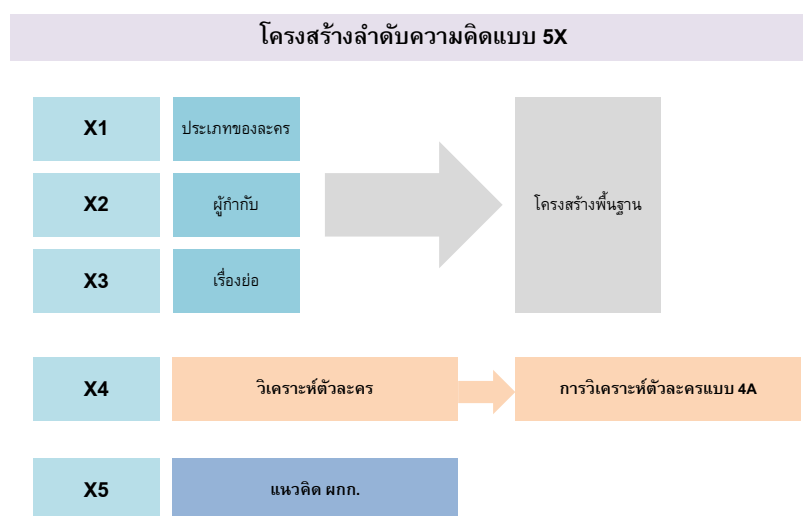 โครงสร้างลำดับความคิดแบบ 5X
X1
ประเภทของละคร
X2
ผู้กำกับ
โครงสร้างพื้นฐาน
X3
เรื่องย่อ
X4
วิเคราะห์ตัวละคร
การวิเคราะห์ตัวละครแบบ 4A
X5
แนวคิด ผกก.